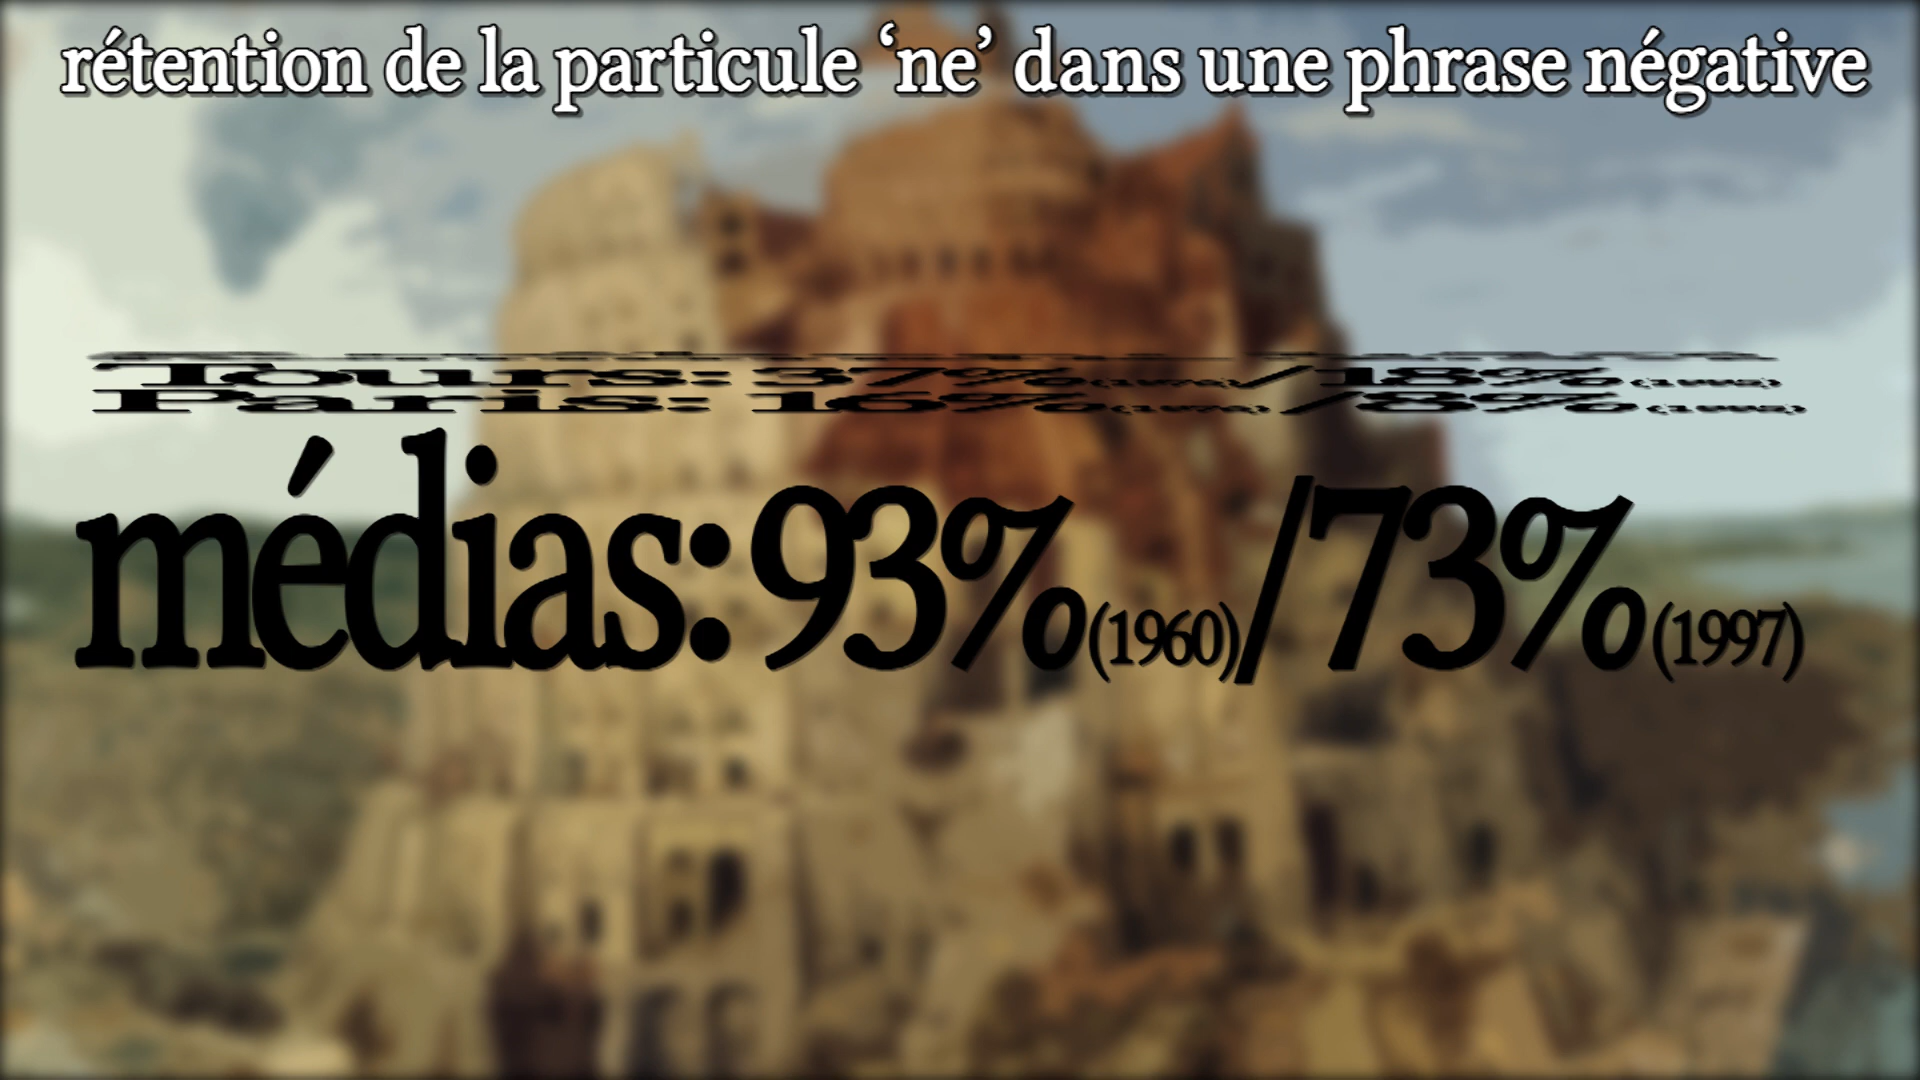 rétention de la particule ‘ne’ dans une phrase négative
Tours: 37% / 18%
Paris: 16% / 8%
médias: 93% (1960) / 73% (1997)